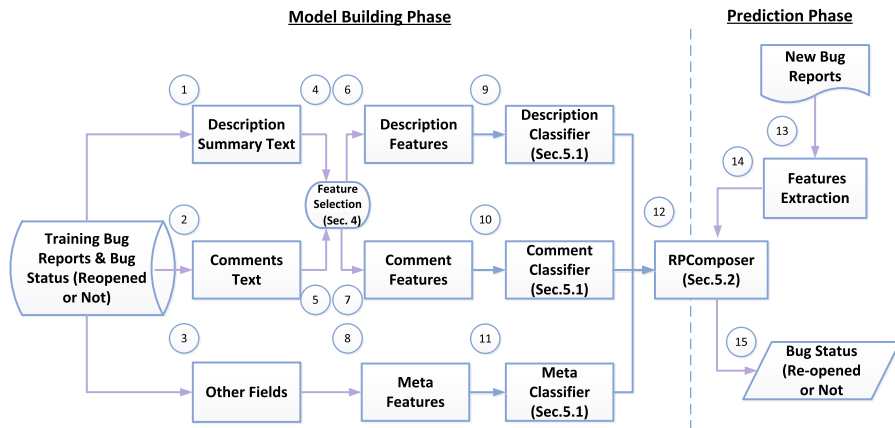 Model Building Phase
Prediction Phase
1
4
6
9
New Bug
Reports
Description
Summary Text
Description
Features
Description
Classifier
(Sec.5.1)
13
14
Feature
Selection
(Sec. 4)
Features
Extraction
2
10
12
Training Bug
Reports & Bug
Status (Reopened
or Not)
Comments
Text
Comment
Features
Comment
Classifier
(Sec.5.1)
RPComposer
(Sec.5.2)
5
7
3
8
11
15
Other Fields
Meta
Features
Meta
Classifier
(Sec.5.1)
Bug Status
(Re-opened
or Not